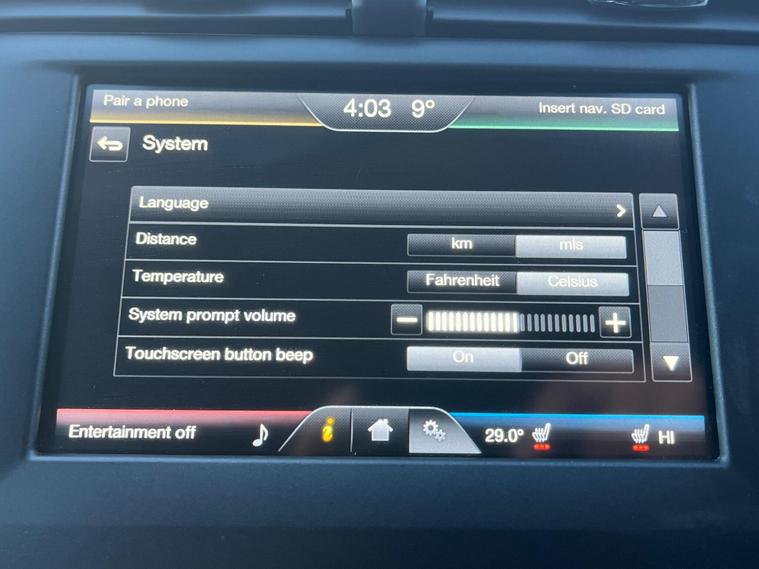 Pair a phone
4:03 9°
Insert nav. SD card
System
Language
Distance km mls
Temperature Fahrenheit Celsius
System prompt volume
Touchscreen button beep On Off
Entertainment off
i
29.0°
HI